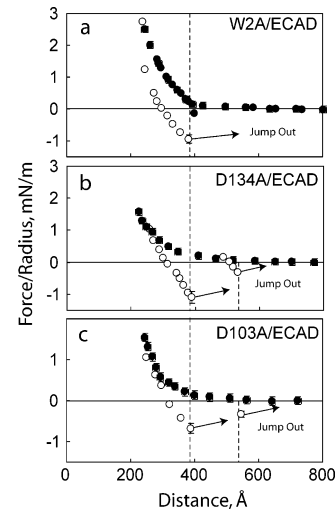 a W2A/ECAD
3
2
1
0
-1
Jump Out
b D134A/ECAD
3
2
1
0
-1
Jump Out
Force/Radius, mN/m
c D103A/ECAD
1
0
-1
Jump Out
0 200 400 600 800
Distance, Å